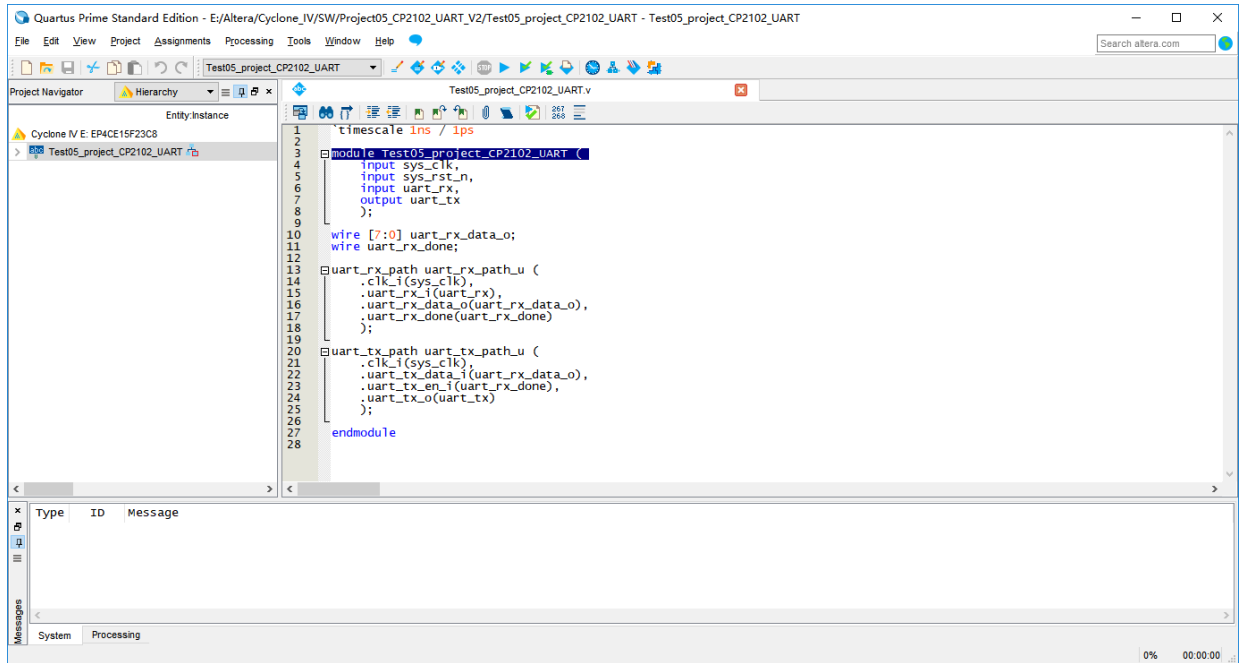 Quartus Prime Standard Edition - E:/Altera/Cyclone_IV/SW/Project05_CP2102_UART_V2/Test05_project_CP2102_UART - Test05_project_CP2102_UART
File Edit View Project Assignments Processing Tools Window Help
Search altera.com
Test05_project_CP2102_UART
Project Navigator Hierarchy
Test05_project_CP2102_UART.v
Entity:Instance
Cyclone IV E: EP4CE15F23C8
Test05_project_CP2102_UART
267
268
1 `timescale 1ns / 1ps
2
3 module Test05_project_CP2102_UART (
4 input sys_clk,
5 input sys_rst_n,
6 input uart_rx,
7 output uart_tx
8 );
9
10 wire [7:0] uart_rx_data_o;
11 wire uart_rx_done;
12
13 uart_rx_path uart_rx_path_u (
14 .clk_i(sys_clk),
15 .uart_rx_i(uart_rx),
16 .uart_rx_data_o(uart_rx_data_o),
17 .uart_rx_done(uart_rx_done)
18 );
19
20 uart_tx_path uart_tx_path_u (
21 .clk_i(sys_clk),
22 .uart_tx_data_i(uart_rx_data_o),
23 .uart_tx_en_i(uart_rx_done),
24 .uart_tx_o(uart_tx)
25 );
26
27 endmodule
28
Type ID Message
Messages
System Processing
0% 00:00:00